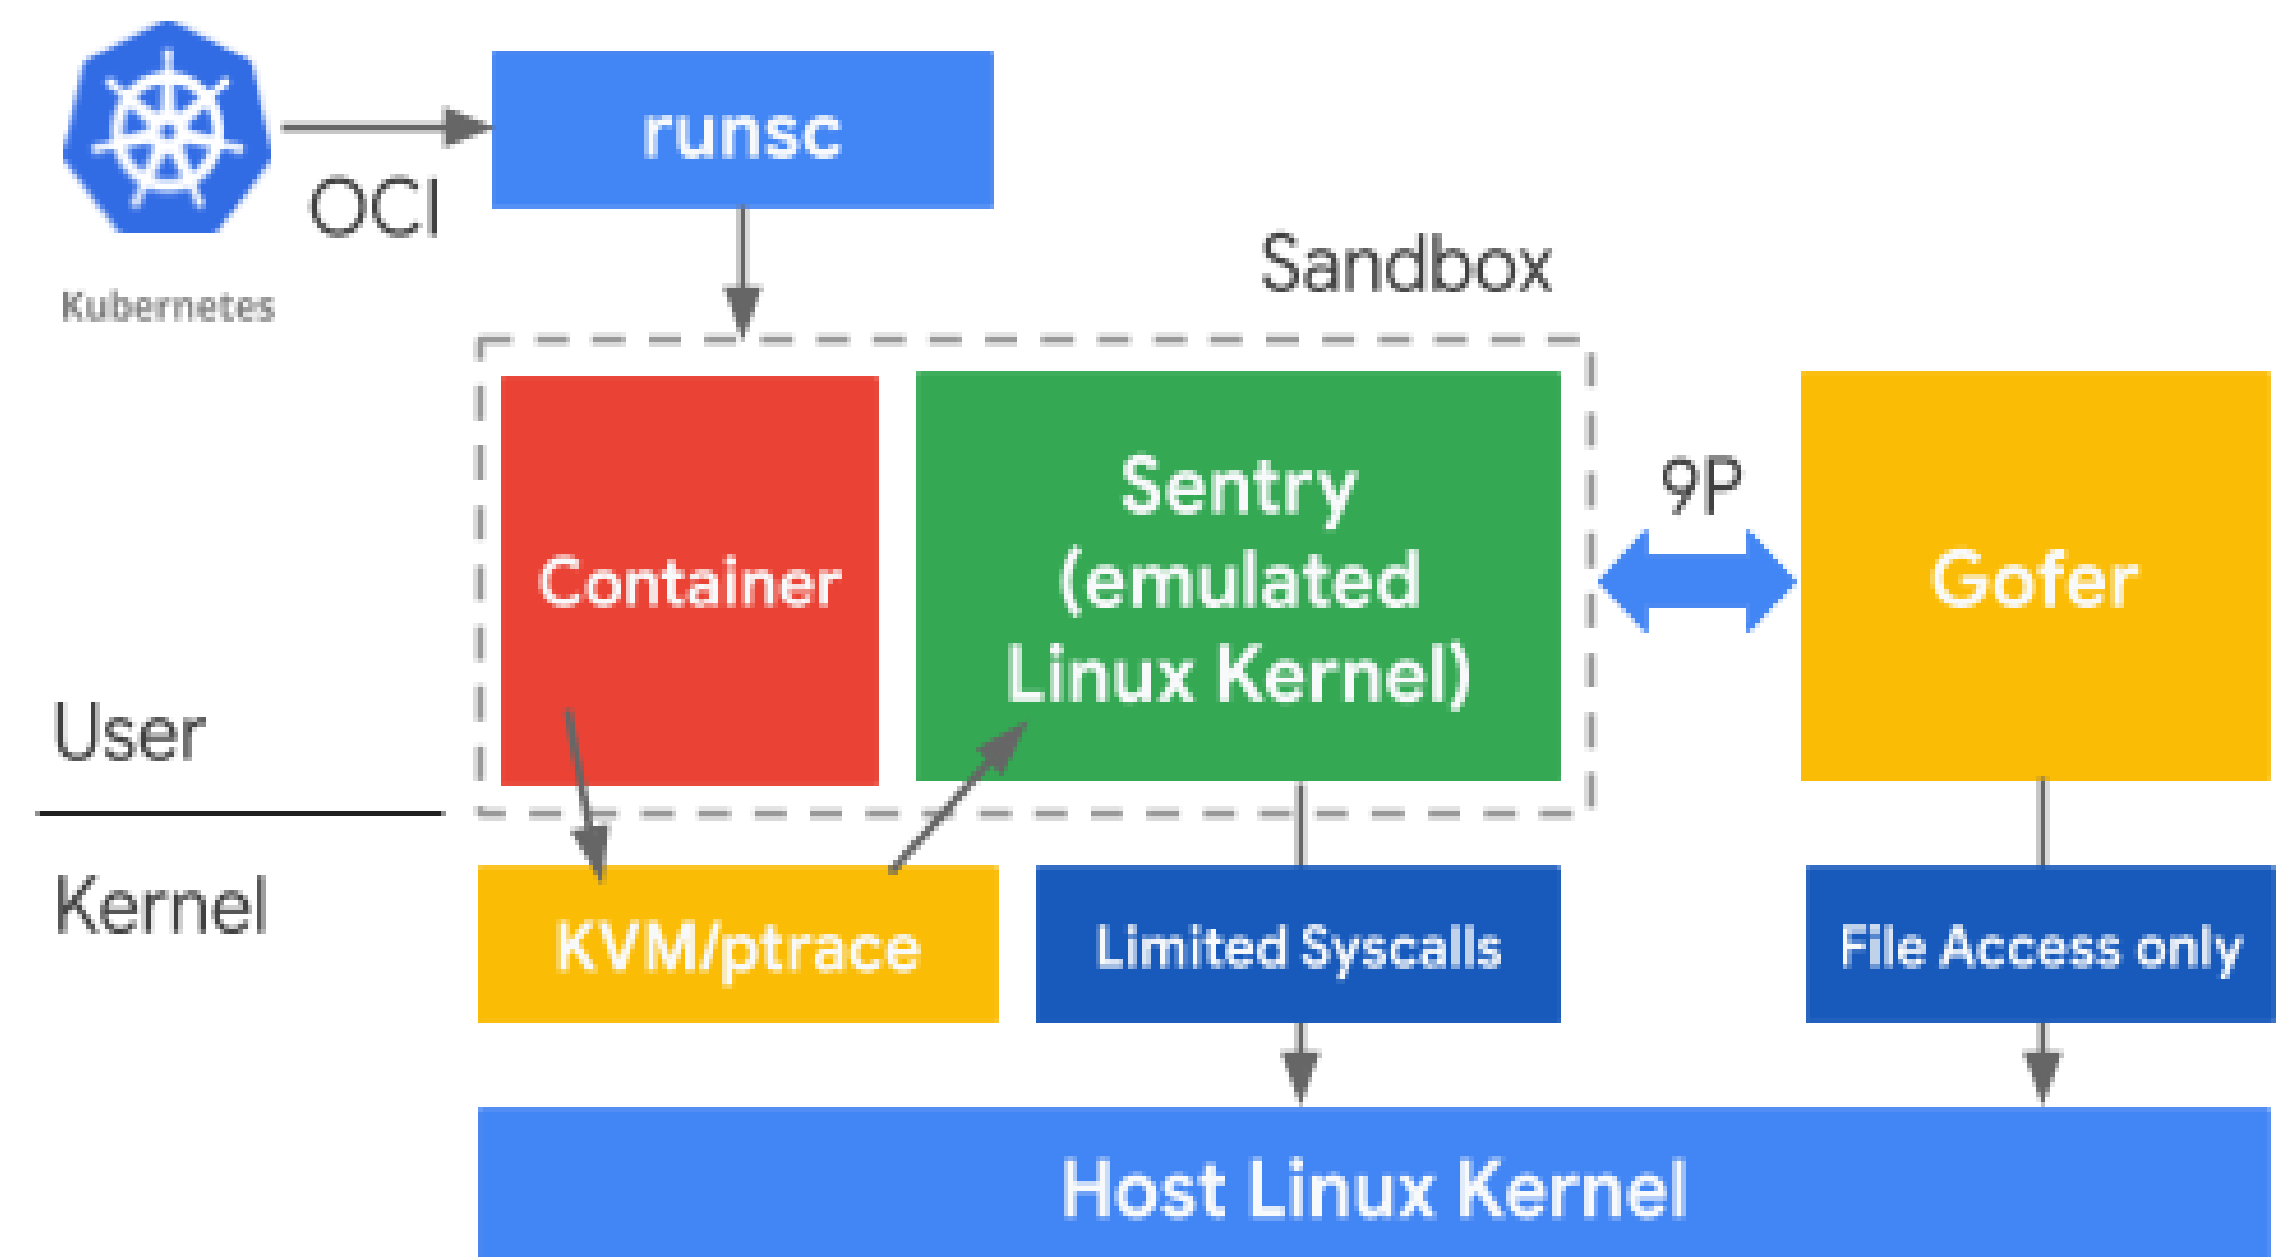 runsc
OCI
Kubernetes
Sandbox
Container
Sentry
(emulated
Linux Kernel)
9P
Gofer
User
Kernel
KVM/ptrace
Limited Syscalls
File Access only
Host Linux Kernel